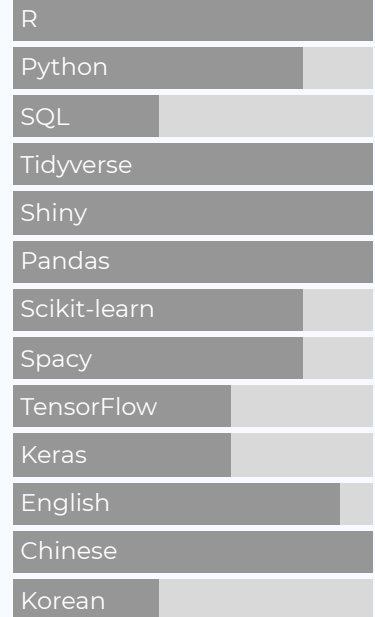 R
Python
SQL
Tidyverse
Shiny
Pandas
Scikit-learn
Spacy
TensorFlow
Keras
English
Chinese
Korean